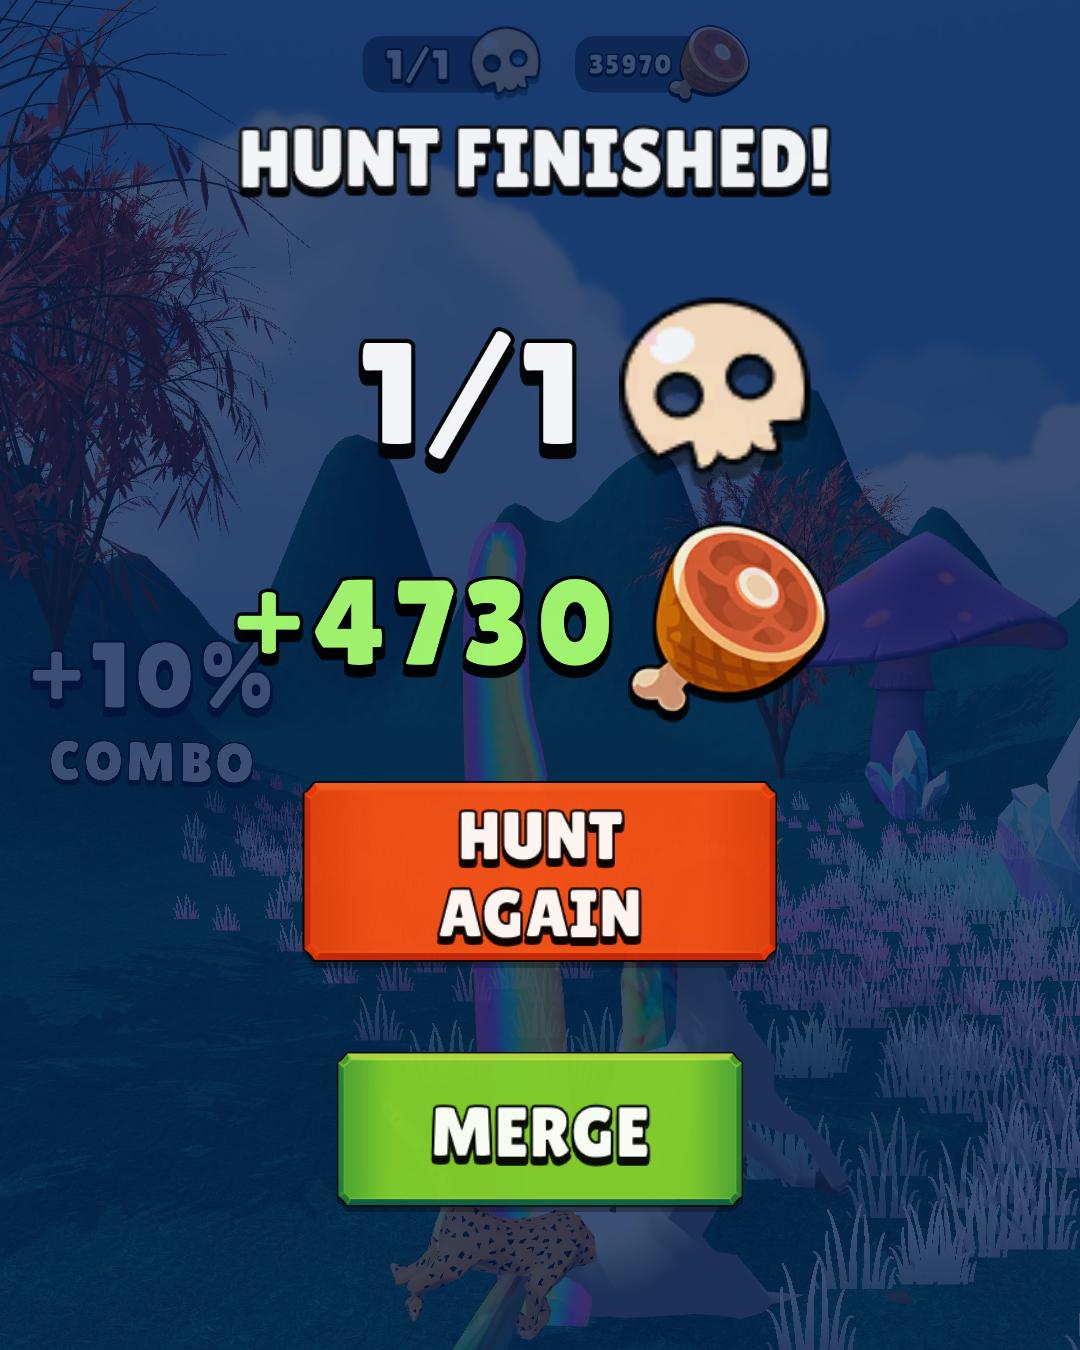 1/1 35970
HUNT FINISHED!
1/1
+4730
+10%
COMBO
HUNT
AGAIN
MERGE